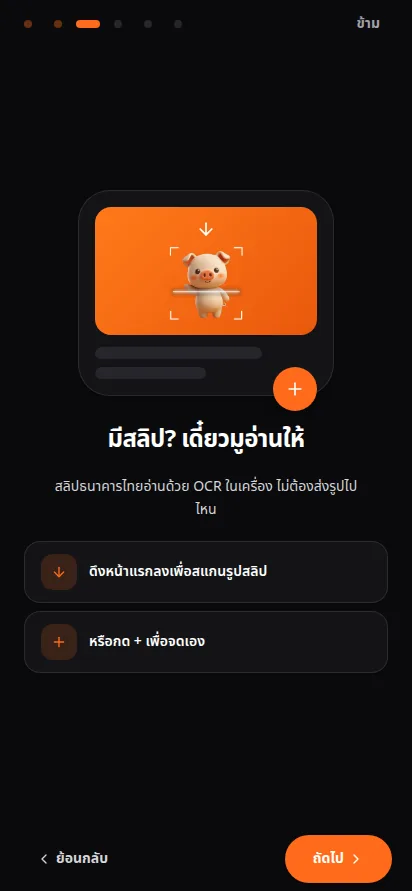 ข้าม
มีสลิป? เดี๋ยวมูอ่านให้
สลิปธนาคารไทยอ่านด้วย OCR ในเครื่อง ไม่ต้องส่งรูปไป
ไหน
ดึงหน้าแรกลงเพื่อสแกนรูปสลิป
หรือกด + เพื่อจดเอง
ย้อนกลับ
ถัดไป